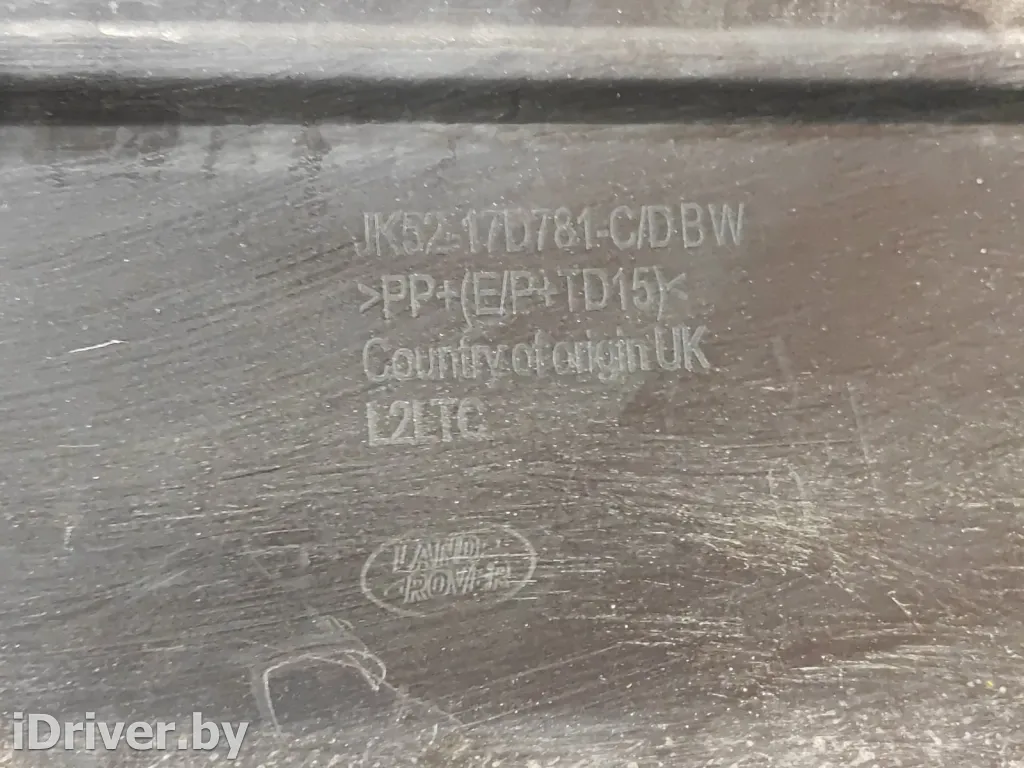 JK52-17D781-C/D BW
>PP+(E/P+TD15)<
Country of origin UK
L2LTC
LAND-
-ROVER
iDriver.by